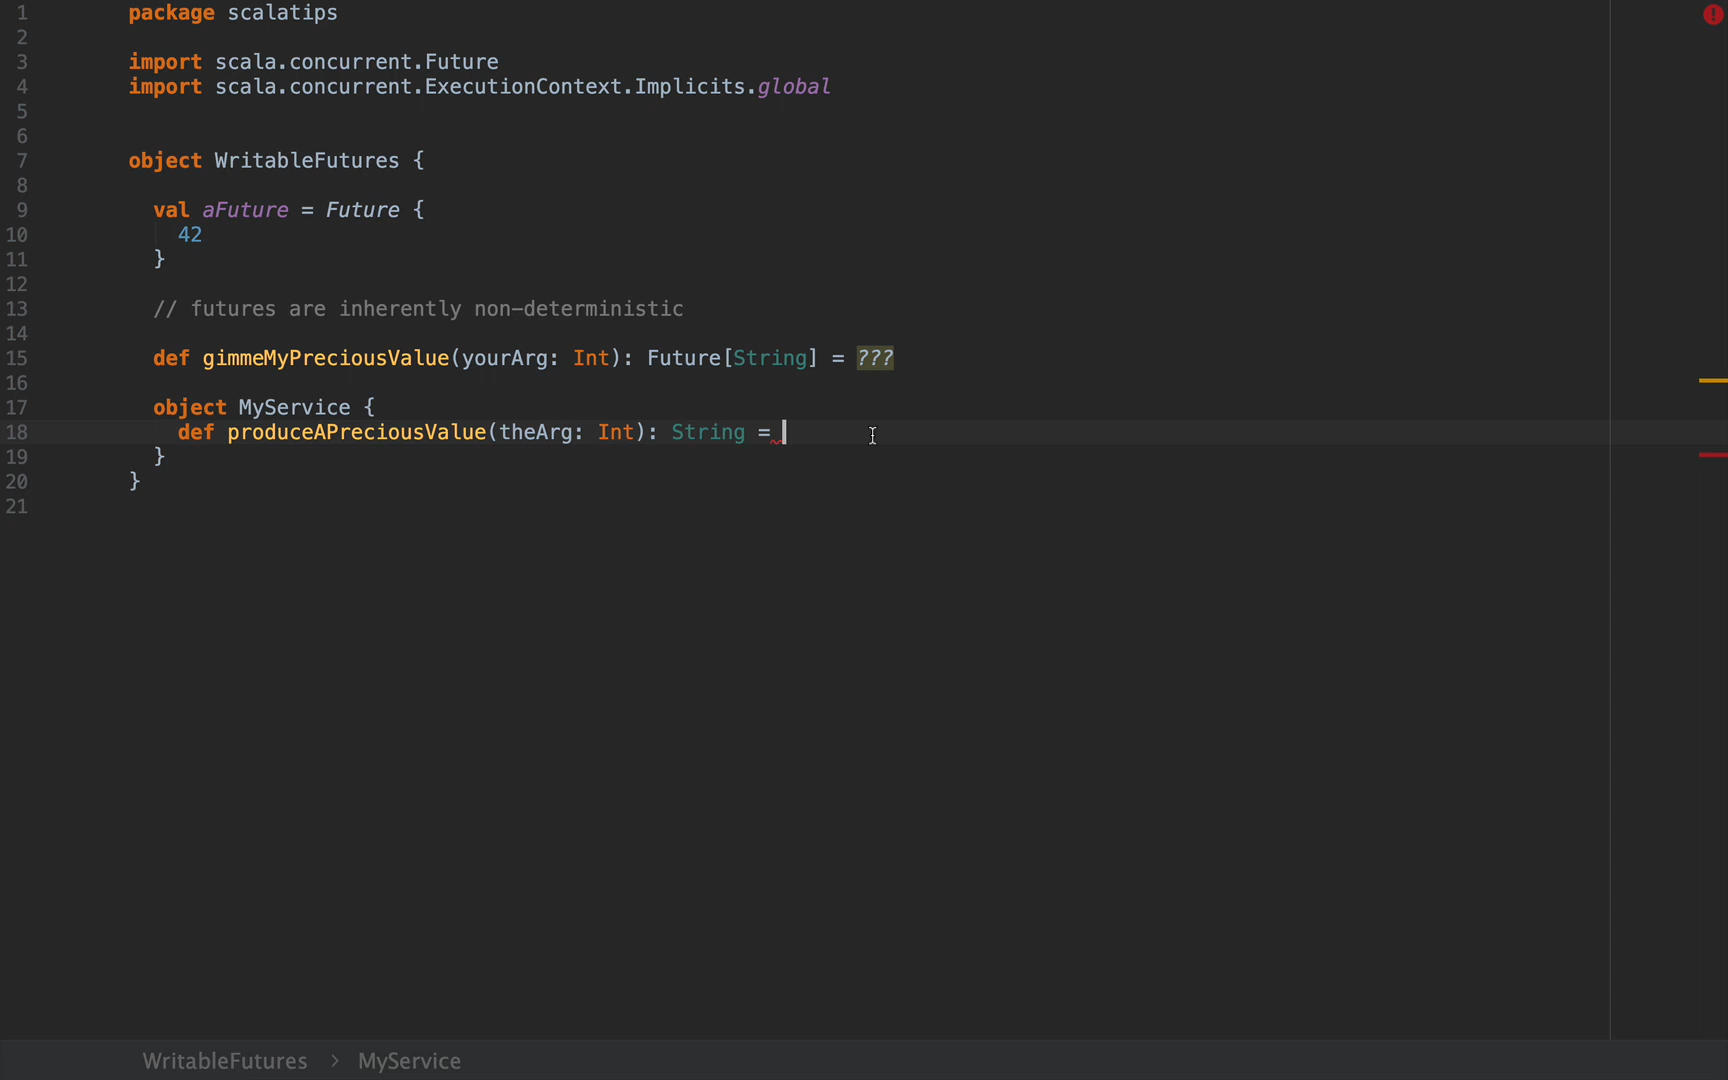 1 package scalatips
2
3 import scala.concurrent.Future
4 import scala.concurrent.ExecutionContext.Implicits.global
5
6
7 object WritableFutures {
8
9 val aFuture = Future {
10 42
11 }
12
13 // futures are inherently non-deterministic
14
15 def gimmeMyPreciousValue(yourArg: Int): Future[String] = ???
16
17 object MyService {
18 def produceAPreciousValue(theArg: Int): String =
19 }
20 }
21
WritableFutures > MyService